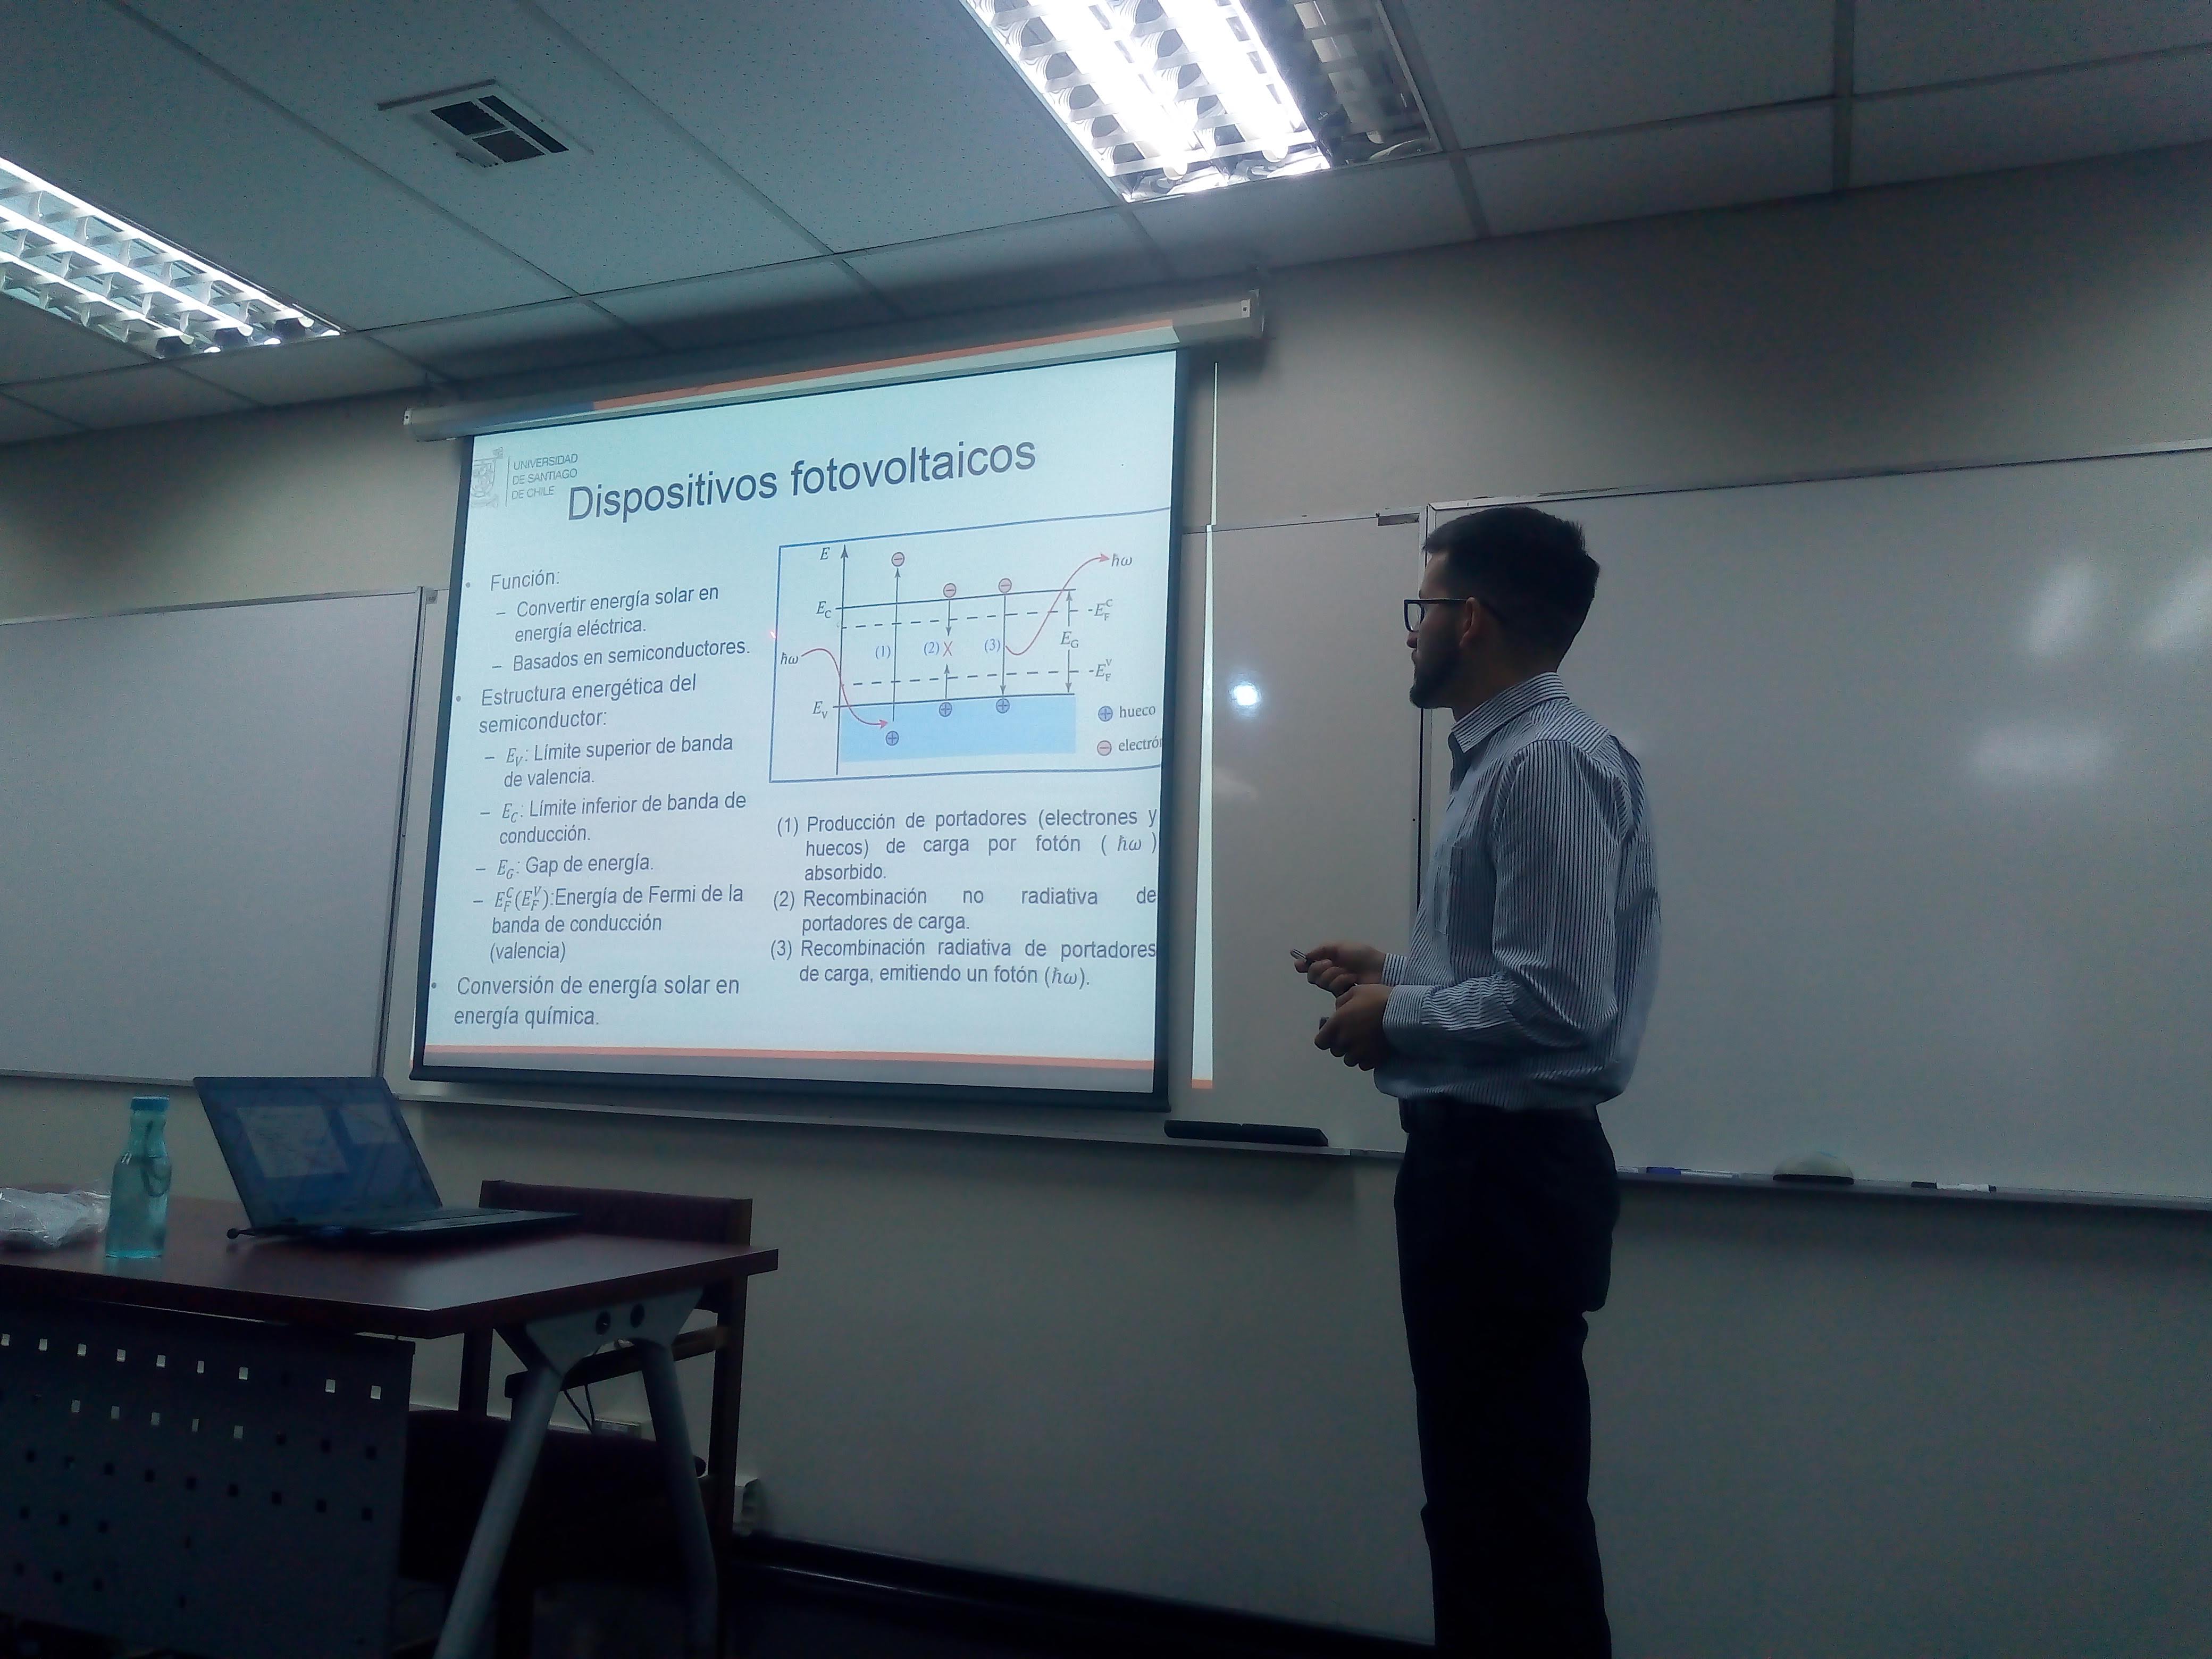 UNIVERSIDAD
DE SANTIAGO
DE CHILE
Dispositivos fotovoltaicos
• Función:
– Convertir energía solar en
energía eléctrica.
– Basados en semiconductores.
• Estructura energética del
semiconductor:
– E_V: Límite superior de banda
de valencia.
– E_C: Límite inferior de banda de
conducción.
– E_G: Gap de energía.
– E_F^C(E_F^V):Energía de Fermi de la
banda de conducción
(valencia)
• Conversión de energía solar en
energía química.
E
ħω
E_C
-E_F^C
(1)
(2) X
(3)
E_G
ħω
-E_F^V
E_V
hueco
electró
(1) Producción de portadores (electrones y
huecos) de carga por fotón ( ħω )
absorbido.
(2) Recombinación no radiativa de
portadores de carga.
(3) Recombinación radiativa de portadores
de carga, emitiendo un fotón (ħω).